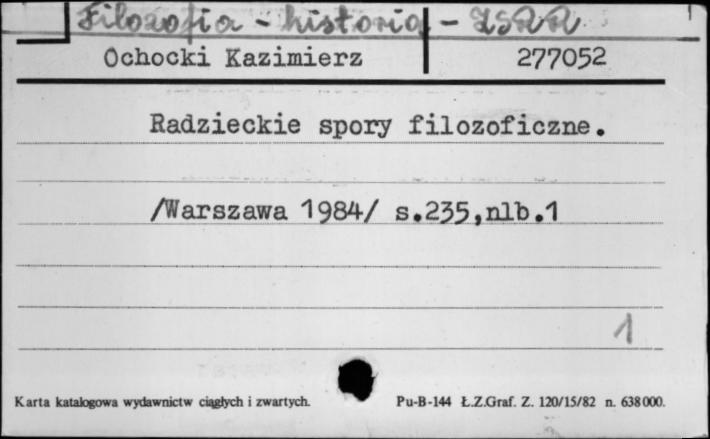 Filozofia - historia - ZSRR
Ochocki Kazimierz 277052
Radzieckie spory filozoficzne.
/Warszawa 1984/ s.235,nlb.1
1
Karta katalogowa wydawnictw ciągłych i zwartych. Pu-B-144 Ł.Z.Graf. Z. 120/15/82 n. 638000.